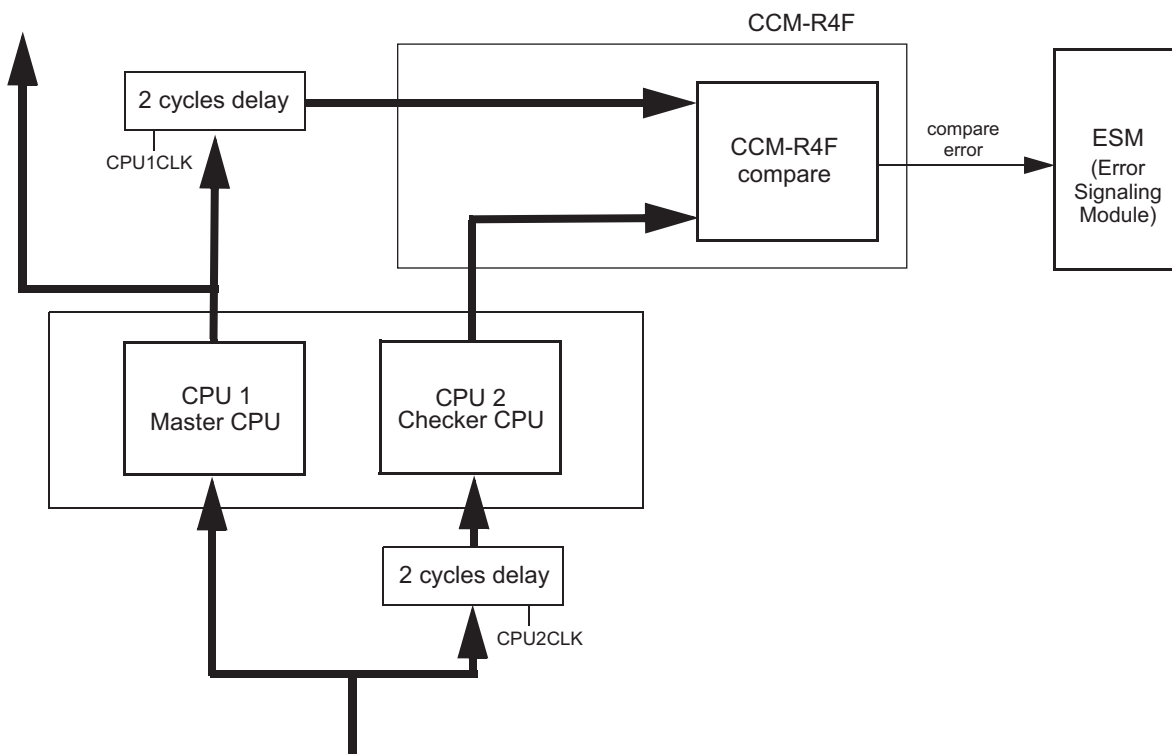 CCM-R4F
2 cycles delay
CPU1CLK
CCM-R4F
compare
compare
error
ESM
(Error
Signaling
Module)
CPU 1
Master CPU
CPU 2
Checker CPU
2 cycles delay
CPU2CLK